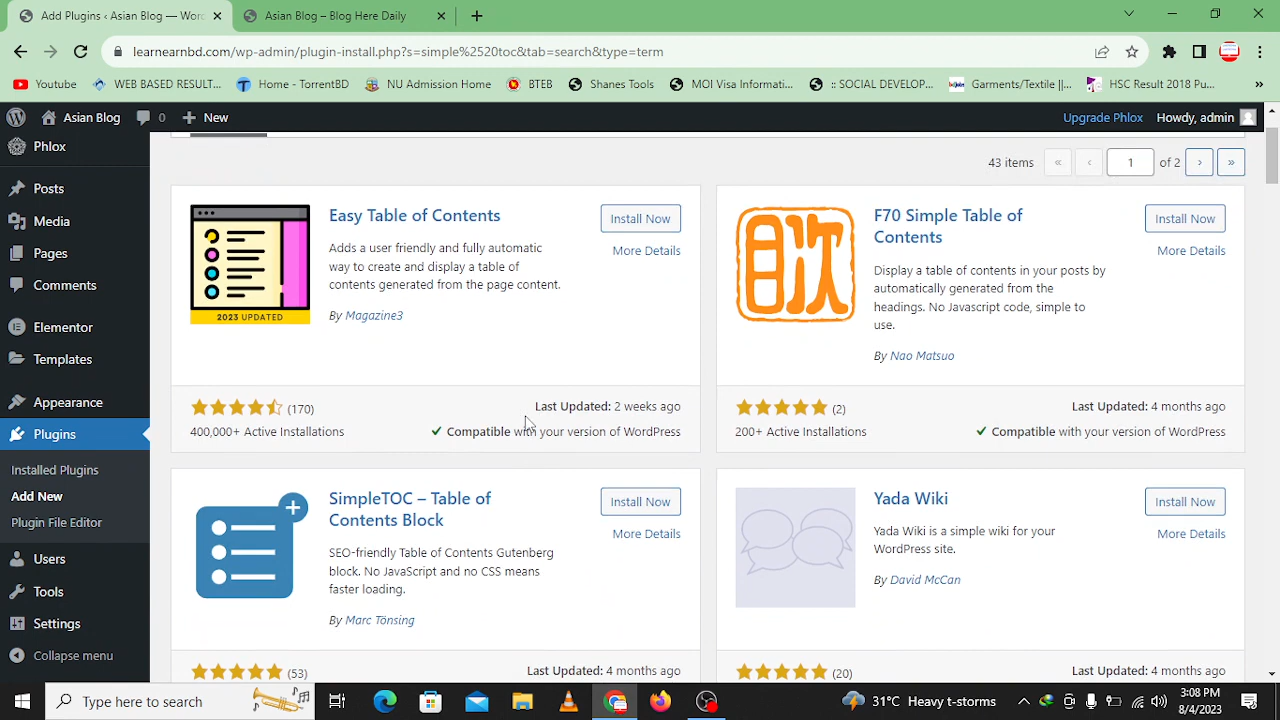 Add Plugins ‹ Asian Blog — Wor
Asian Blog – Blog Here Daily
learnearnbd.com/wp-admin/plugin-install.php?s=simple%2520toc&tab=search&type=term
YouTube
WEB BASED RESULT...
Home - TorrentBD
NU Admission Home
BTEB
Shanes Tools
MOI Visa Informati...
:: SOCIAL DEVELOP...
Garments/Textile ||...
HSC Result 2018 Pu...
Asian Blog
0
New
Upgrade Phlox
Howdy, admin
Phlox
Posts
Media
Pages
Comments
Elementor
Templates
Appearance
Plugins
Installed Plugins
Add New
Plugin File Editor
Users
Tools
Settings
Collapse menu
43 items
«
‹
1
of 2
›
»
2023 UPDATED
Easy Table of Contents
Install Now
More Details
Adds a user friendly and fully automatic
way to create and display a table of
contents generated from the page content.
By Magazine3
(170)
Last Updated: 2 weeks ago
400,000+ Active Installations
Compatible with your version of WordPress
目次
F70 Simple Table of
Contents
Install Now
More Details
Display a table of contents in your posts by
automatically generated from the
headings. No Javascript code, simple to
use.
By Nao Matsuo
(2)
Last Updated: 4 months ago
200+ Active Installations
Compatible with your version of WordPress
SimpleTOC – Table of
Contents Block
Install Now
More Details
SEO-friendly Table of Contents Gutenberg
block. No JavaScript and no CSS means
faster loading.
By Marc Tönsing
(53)
Last Updated: 4 months ago
Yada Wiki
Install Now
More Details
Yada Wiki is a simple wiki for your
WordPress site.
By David McCan
(20)
Last Updated: 4 months ago
Type here to search
31°C Heavy t-storms
3:08 PM
8/4/2023